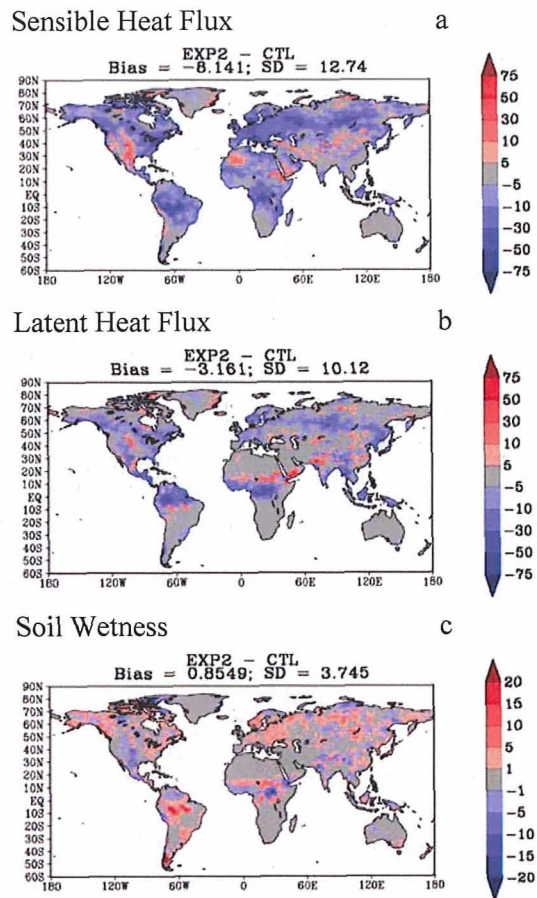 Sensible Heat Flux a
EXP2 - CTL
Bias = -8.141; SD = 12.74
90N
80N
70N
60N
50N
40N
30N
20N
10N
EQ
10S
20S
30S
40S
50S
60S
180 120W 60W 0 60E 120E 180
75
50
30
10
5
-5
-10
-30
-50
-75
Latent Heat Flux b
EXP2 - CTL
Bias = -3.161; SD = 10.12
90N
80N
70N
60N
50N
40N
30N
20N
10N
EQ
10S
20S
30S
40S
50S
60S
180 120W 60W 0 60E 120E 180
75
50
30
10
5
-5
-10
-30
-50
-75
Soil Wetness c
EXP2 - CTL
Bias = 0.8549; SD = 3.745
90N
80N
70N
60N
50N
40N
30N
20N
10N
EQ
10S
20S
30S
40S
50S
60S
180 120W 60W 0 60E 120E 180
20
15
10
5
1
-1
-5
-10
-15
-20